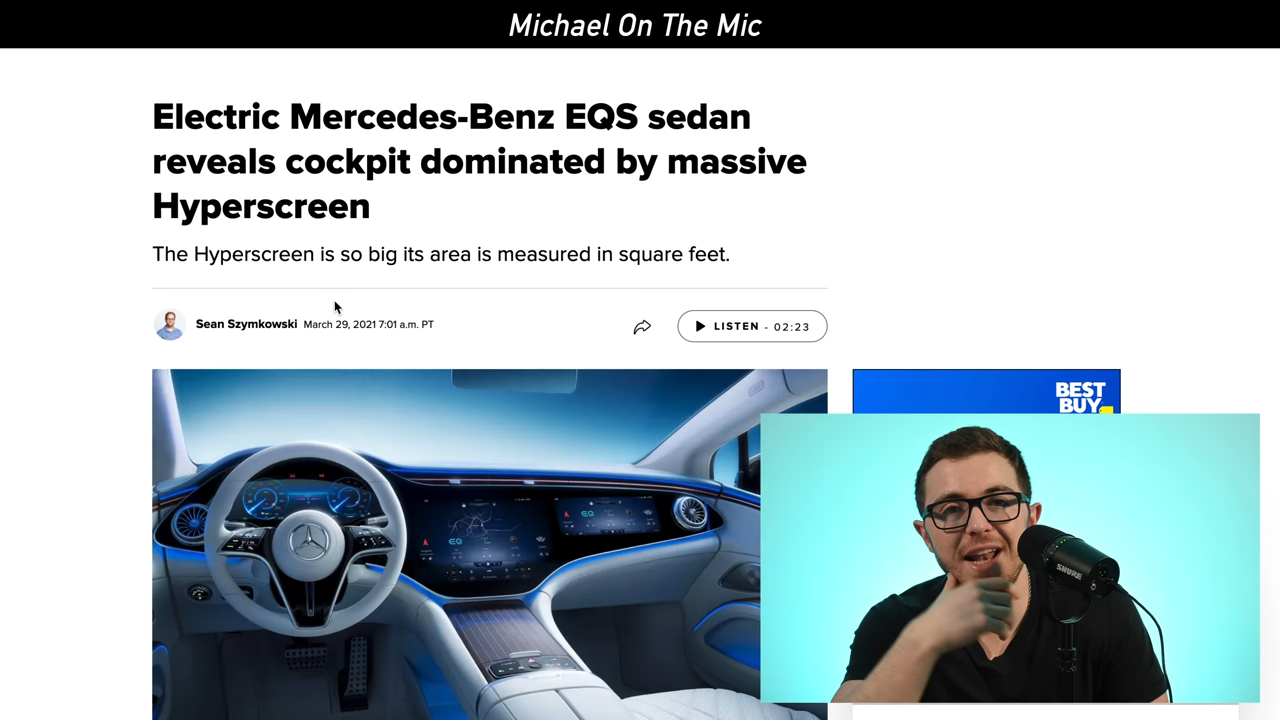 Michael On The Mic
Electric Mercedes-Benz EQS sedan
reveals cockpit dominated by massive
Hyperscreen
The Hyperscreen is so big its area is measured in square feet.
Sean Szymkowski March 29, 2021 7:01 a.m. PT
LISTEN - 02:23
BEST
BUY
EQ
EQ
SHURE